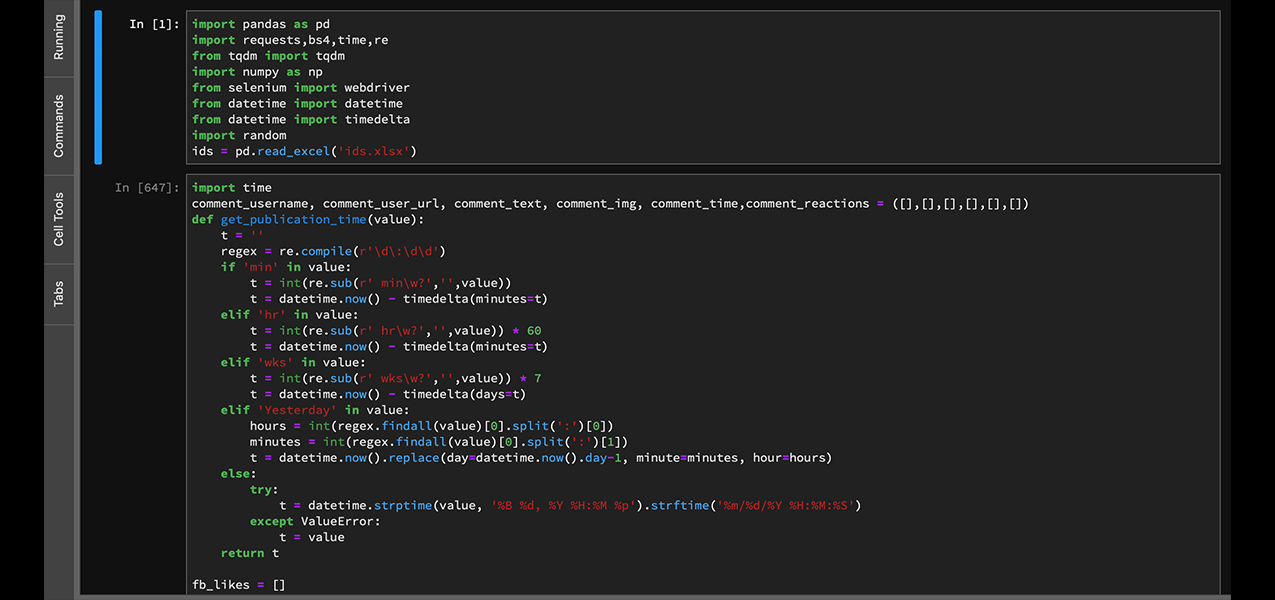 Running
Commands
Cell Tools
Tabs
In [1]:
import pandas as pd
import requests,bs4,time,re
from tqdm import tqdm
import numpy as np
from selenium import webdriver
from datetime import datetime
from datetime import timedelta
import random
ids = pd.read_excel('ids.xlsx')
In [647]:
import time
comment_username, comment_user_url, comment_text, comment_img, comment_time,comment_reactions = ([],[],[],[],[],[])
def get_publication_time(value):
    t = ''
    regex = re.compile(r'\d\:\d\d')
    if 'min' in value:
        t = int(re.sub(r' min\w?','',value))
        t = datetime.now() - timedelta(minutes=t)
    elif 'hr' in value:
        t = int(re.sub(r' hr\w?','',value)) * 60
        t = datetime.now() - timedelta(minutes=t)
    elif 'wks' in value:
        t = int(re.sub(r' wks\w?','',value)) * 7
        t = datetime.now() - timedelta(days=t)
    elif 'Yesterday' in value:
        hours = int(regex.findall(value)[0].split(':')[0])
        minutes = int(regex.findall(value)[0].split(':')[1])
        t = datetime.now().replace(day=datetime.now().day-1, minute=minutes, hour=hours)
    else:
        try:
            t = datetime.strptime(value, '%B %d, %Y %H:%M %p').strftime('%m/%d/%Y %H:%M:%S')
        except ValueError:
            t = value
    return t
fb_likes = []